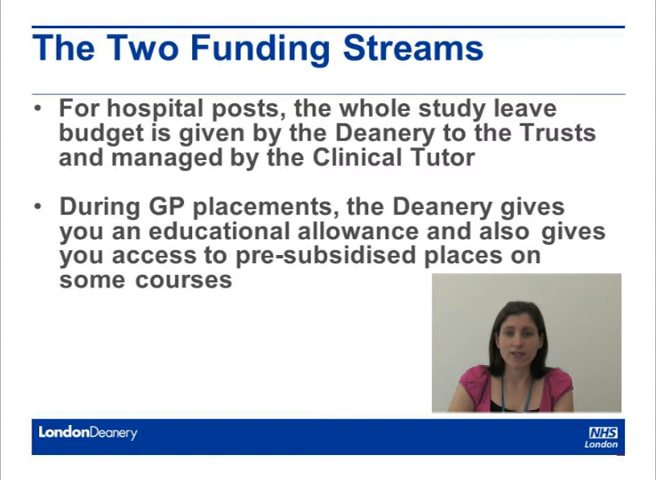 The Two Funding Streams
• For hospital posts, the whole study leave
budget is given by the Deanery to the Trusts
and managed by the Clinical Tutor
• During GP placements, the Deanery gives
you an educational allowance and also gives
you access to pre-subsidised places on
some courses
LondonDeanery
NHS
London